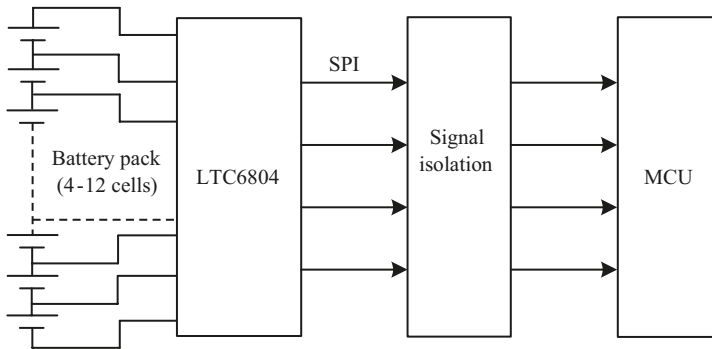 SPI
Battery pack
(4-12 cells)
LTC6804
Signal
isolation
MCU